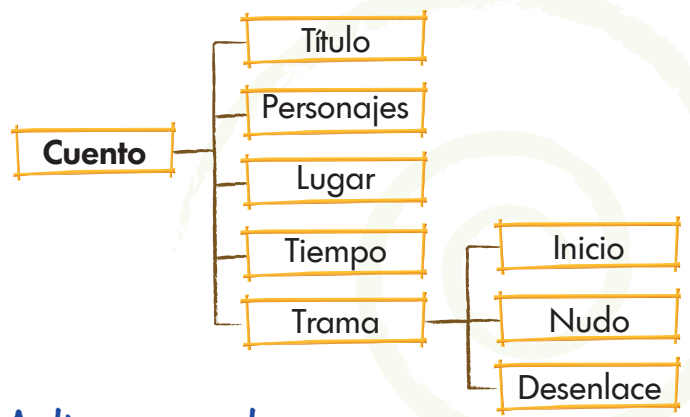 Título
Personajes
Cuento
Lugar
Tiempo
Inicio
Trama
Nudo
Desenlace